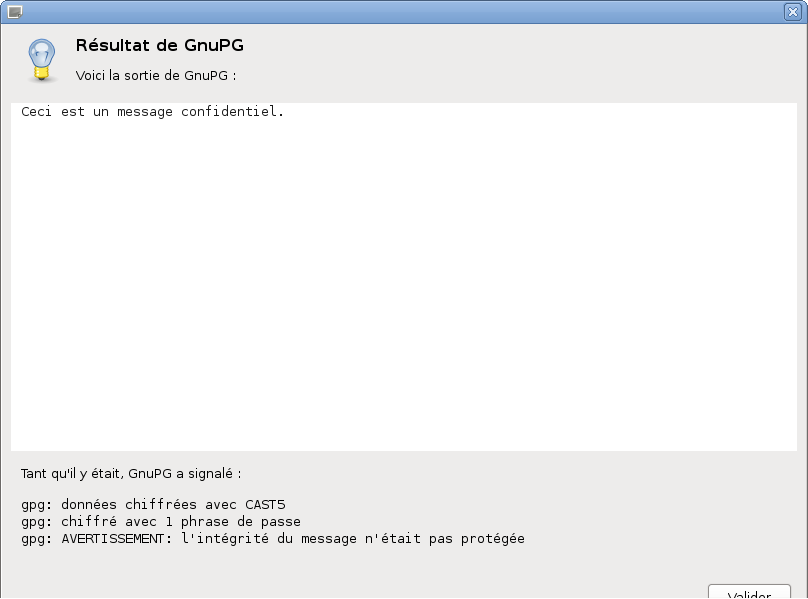 Résultat de GnuPG
Voici la sortie de GnuPG :
Ceci est un message confidentiel.
Tant qu'il y était, GnuPG a signalé :
gpg: données chiffrées avec CAST5
gpg: chiffré avec 1 phrase de passe
gpg: AVERTISSEMENT: l'intégrité du message n'était pas protégée
Valider